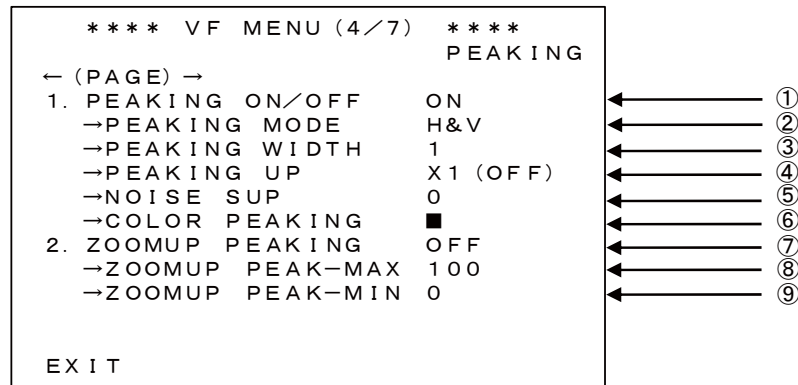 **** VF MENU(4/7) ****
PEAKING
←(PAGE)→
1. PEAKING ON/OFF ON ①
→PEAKING MODE H&V ②
→PEAKING WIDTH 1 ③
→PEAKING UP X1(OFF) ④
→NOISE SUP 0 ⑤
→COLOR PEAKING ■ ⑥
2. ZOOMUP PEAKING OFF ⑦
→ZOOMUP PEAK-MAX 100 ⑧
→ZOOMUP PEAK-MIN 0 ⑨
EXIT